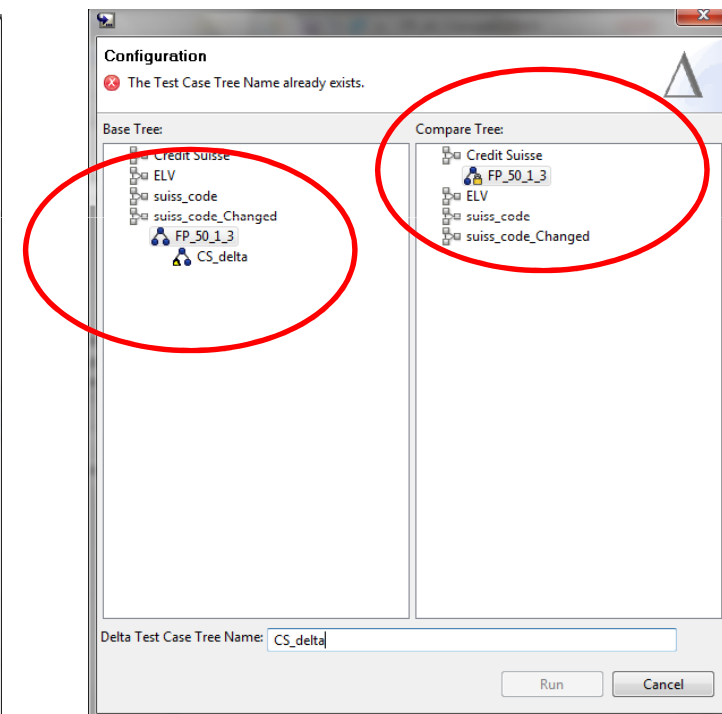 Configuration
The Test Case Tree Name already exists.
Base Tree:
Credit Suisse
ELV
suiss_code
suiss_code_Changed
FP_50_1_3
CS_delta
Compare Tree:
Credit Suisse
FP_50_1_3
ELV
suiss_code
suiss_code_Changed
Delta Test Case Tree Name: CS_delta
Run Cancel